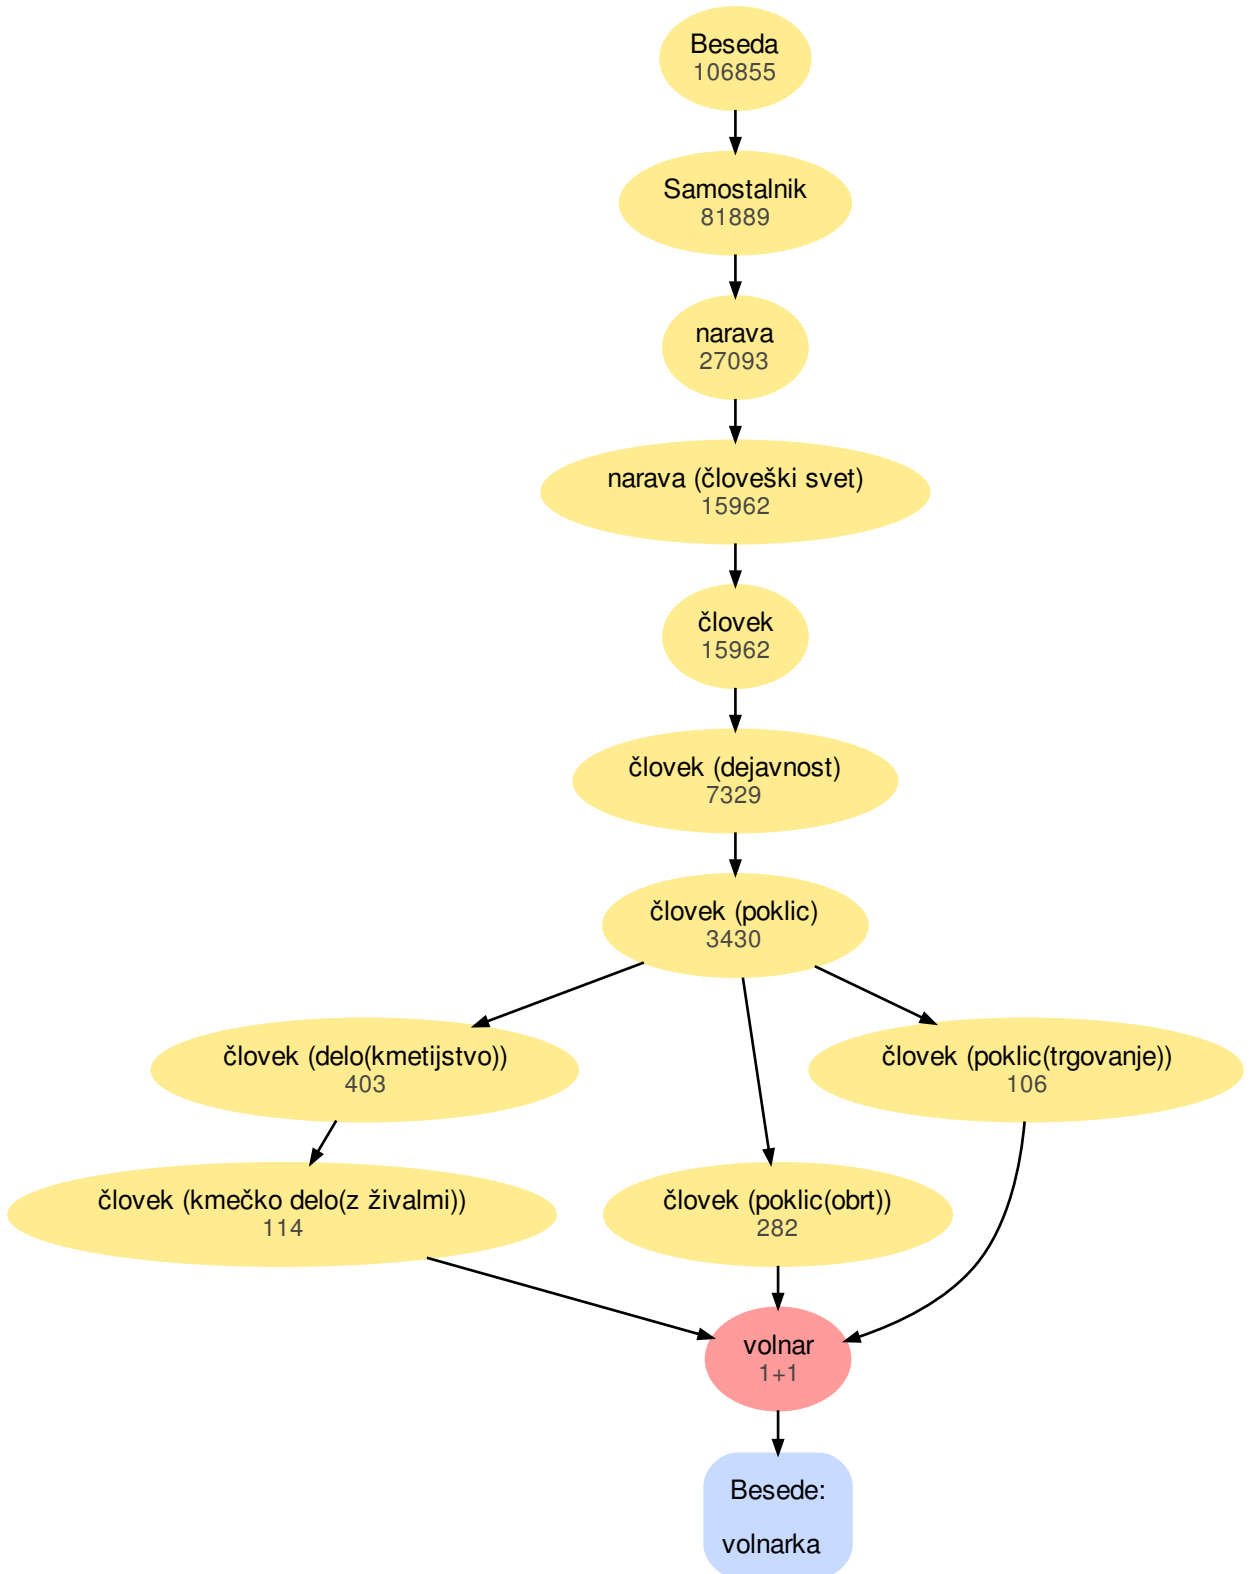 Beseda
106855
Samostalnik
81889
narava
27093
narava (človeški svet)
15962
človek
15962
človek (dejavnost)
7329
človek (poklic)
3430
človek (delo(kmetijstvo))
403
človek (poklic(trgovanje))
106
človek (kmečko delo(z živalmi))
114
človek (poklic(obrt))
282
volnar
1+1
Besede:
volnarka